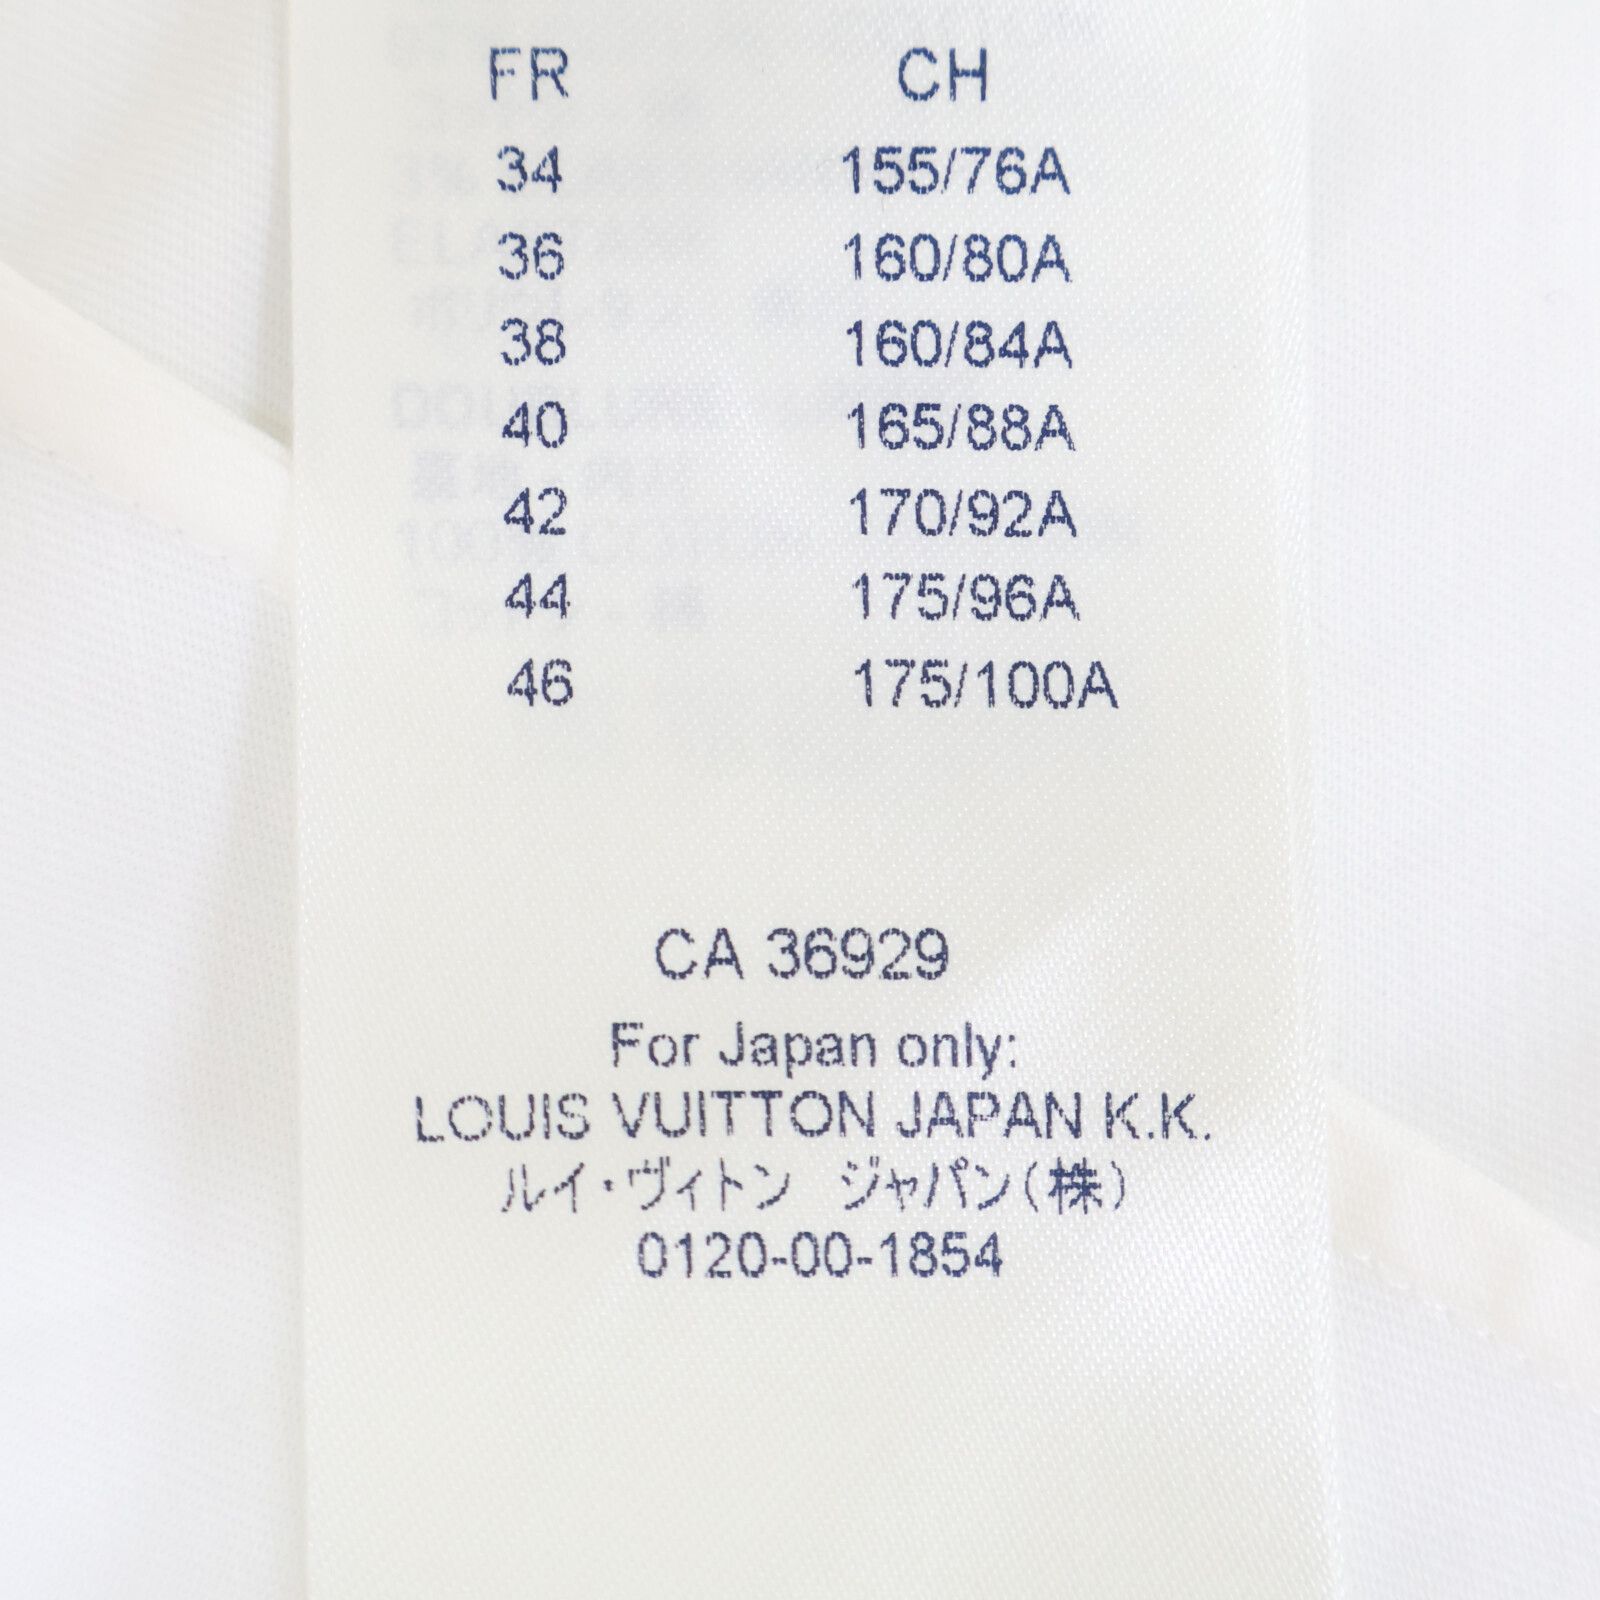 FR CH
34 155/76A
36 160/80A
38 160/84A
40 165/88A
42 170/92A
44 175/96A
46 175/100A
CA 36929
For Japan only:
LOUIS VUITTON JAPAN K.K.
ルイ・ヴィトン　ジャパン(株)
0120-00-1854